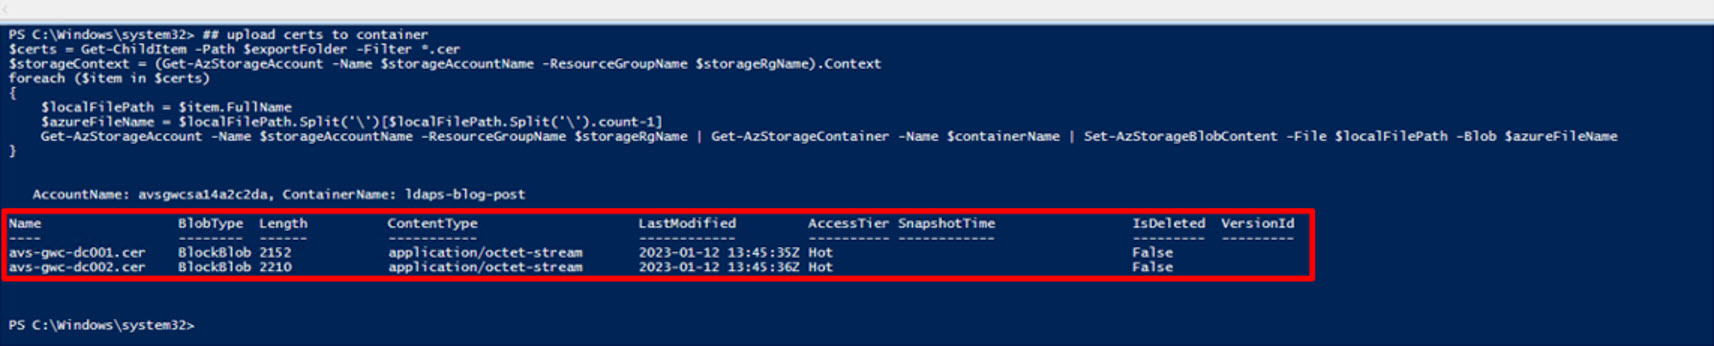 PS C:\Windows\system32> ## upload certs to container
$certs = Get-ChildItem -Path $exportFolder -Filter *.cer
$storageContext = (Get-AzStorageAccount -Name $storageAccountName -ResourceGroupName $storageRgName).Context
foreach ($item in $certs)
{
    $localFilePath = $item.FullName
    $azureFileName = $localFilePath.Split('\')[$localFilePath.Split('\').count-1]
    Get-AzStorageAccount -Name $storageAccountName -ResourceGroupName $storageRgName | Get-AzStorageContainer -Name $containerName | Set-AzStorageBlobContent -File $localFilePath -Blob $azureFileName
}
   AccountName: avsgwcsa14a2c2da, ContainerName: ldaps-blog-post
Name                 BlobType  Length          ContentType                    LastModified         AccessTier SnapshotTime                 IsDeleted  VersionId
----                 --------  ------          -----------                    ------------         ---------- ------------                 ---------  ---------
avs-gwc-dc001.cer    BlockBlob 2152            application/octet-stream       2023-01-12 13:45:35Z Hot                                     False
avs-gwc-dc002.cer    BlockBlob 2210            application/octet-stream       2023-01-12 13:45:36Z Hot                                     False
PS C:\Windows\system32>